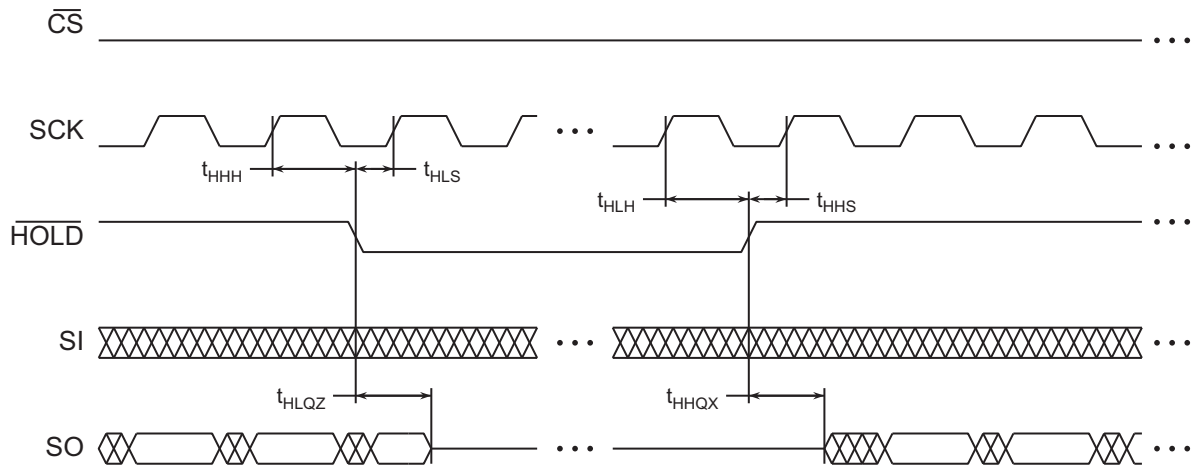 CS
SCK
tHHH
tHLS
tHLH
tHHS
HOLD
SI
tHLQZ
tHHQX
SO